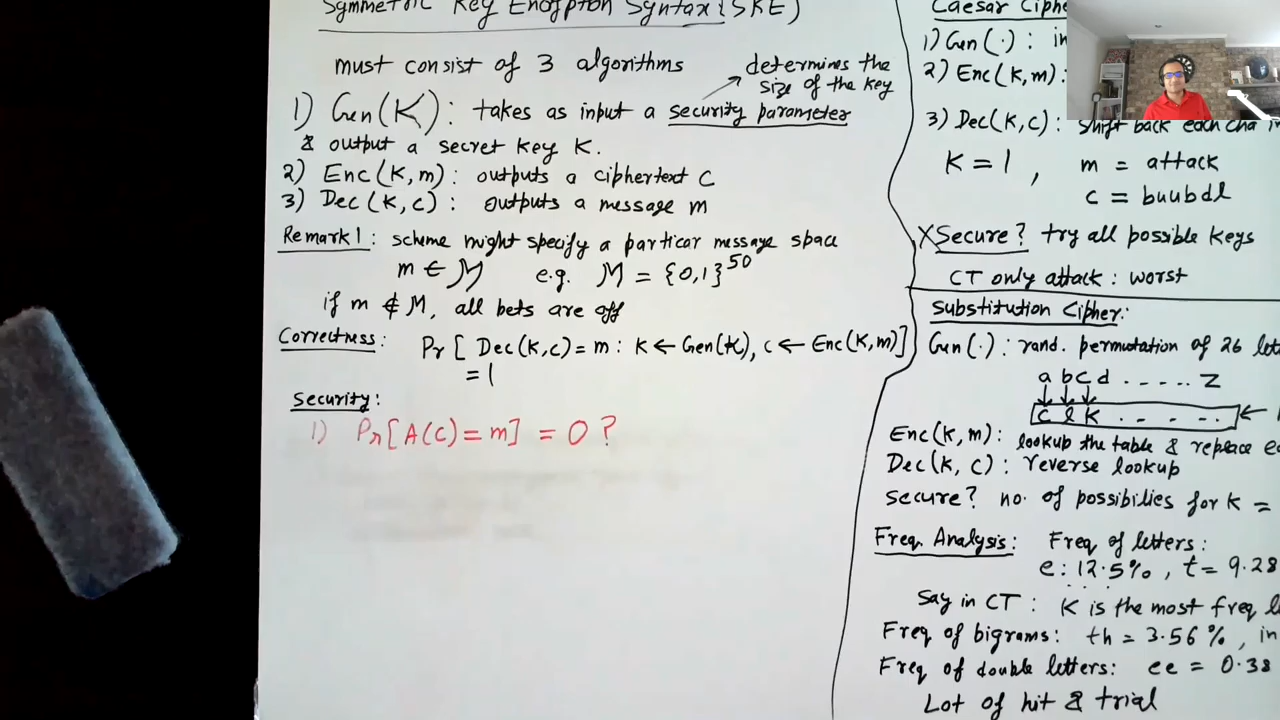 Symmetric Key Encryption Syntax (SKE)
must consist of 3 algorithms
determines the
size of the key
1) Gen(K): takes as input a security parameter
& output a secret key K.
2) Enc(K,m): outputs a ciphertext C
3) Dec(K,c): outputs a message m
Remark1: scheme might specify a particar message space
m ∈ M e.g. M = {0,1}^50
if m ∉ M, all bets are off
Correctness: Pr [ Dec(K,c) = m : K ← Gen(K), c ← Enc(K,m)]
= 1
Security:
1) Pr[A(C) = m] = 0 ?
Caesar Ciphe
1) Gen(·):
2) Enc(K,m):
3) Dec(K,c): shift back each cha in
K = 1, m = attack
c = buubdl
X Secure? try all possible keys
CT only attack : worst
Substitution Cipher:
Gen(·): rand. permutation of 26 lett
a b c d ..... z
c l k . - . - .
Enc(K,m): lookup the table & replace ea
Dec(K,C): reverse lookup
secure? no. of possibilies for K =
Freq. Analysis: Freq of letters:
e: 12.5%, t = 9.28
Say in CT : K is the most freq le
Freq of bigrams: th = 3.56%, in
Freq of double letters: ee = 0.38
Lot of hit & trial